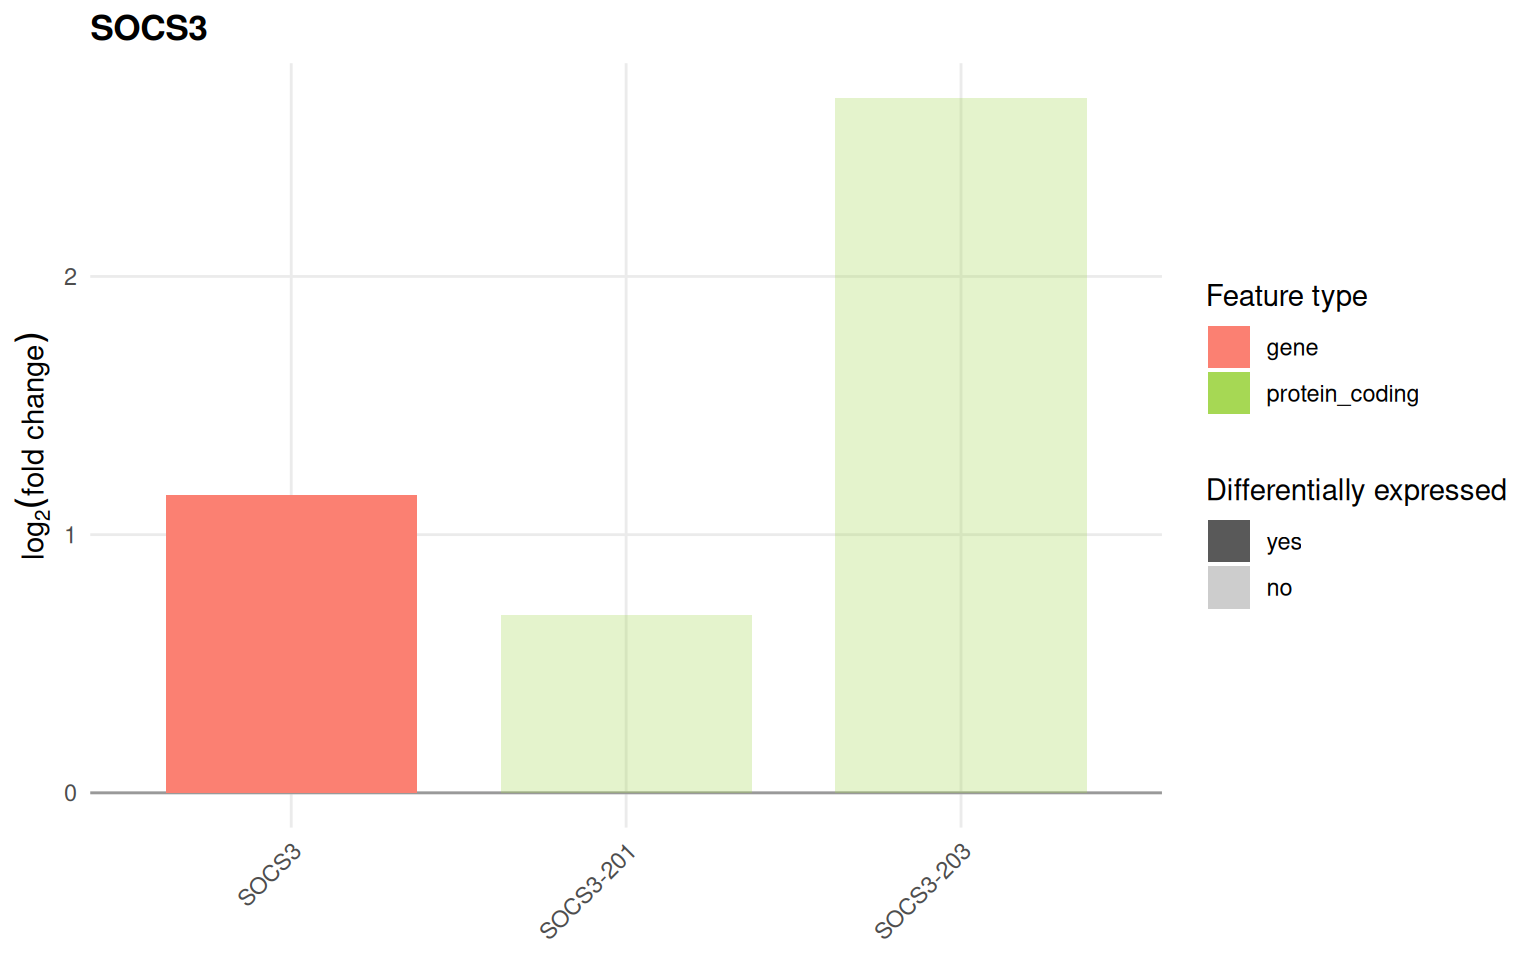 SOCS3
log2(fold change)
2
1
0
SOCS3
SOCS3-201
SOCS3-203
Feature type
gene
protein_coding
Differentially expressed
yes
no